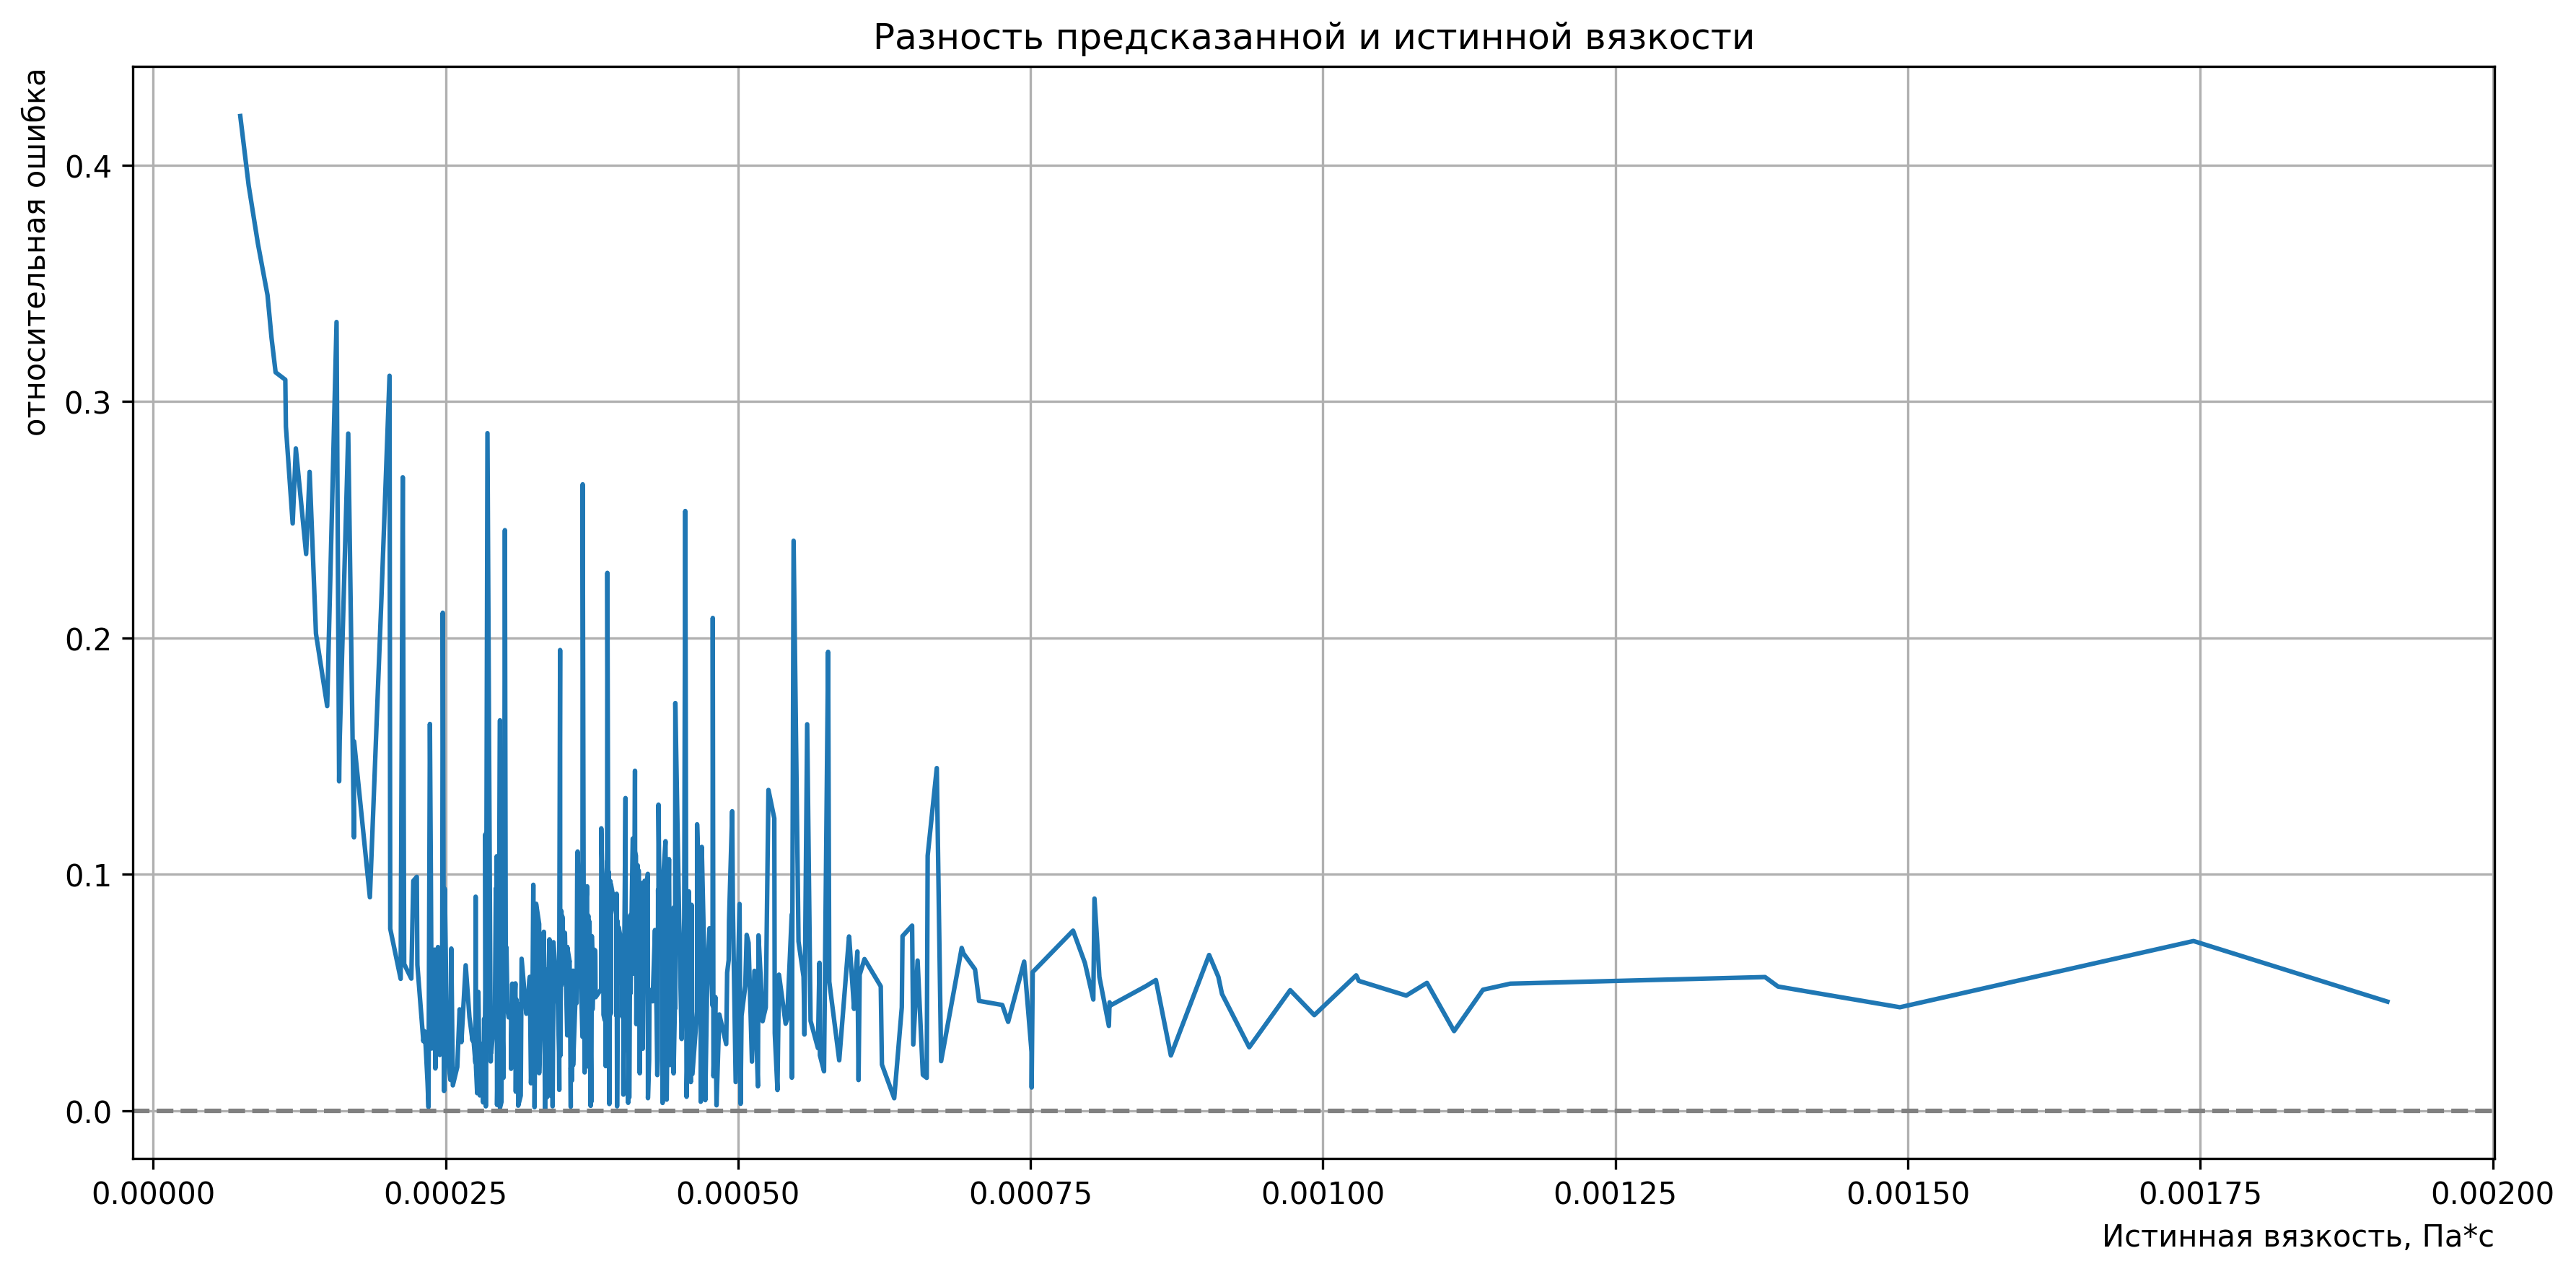 Разность предсказанной и истинной вязкости
относительная ошибка
0.4
0.3
0.2
0.1
0.0
0.00000 0.00025 0.00050 0.00075 0.00100 0.00125 0.00150 0.00175 0.00200
Истинная вязкость, Па*с